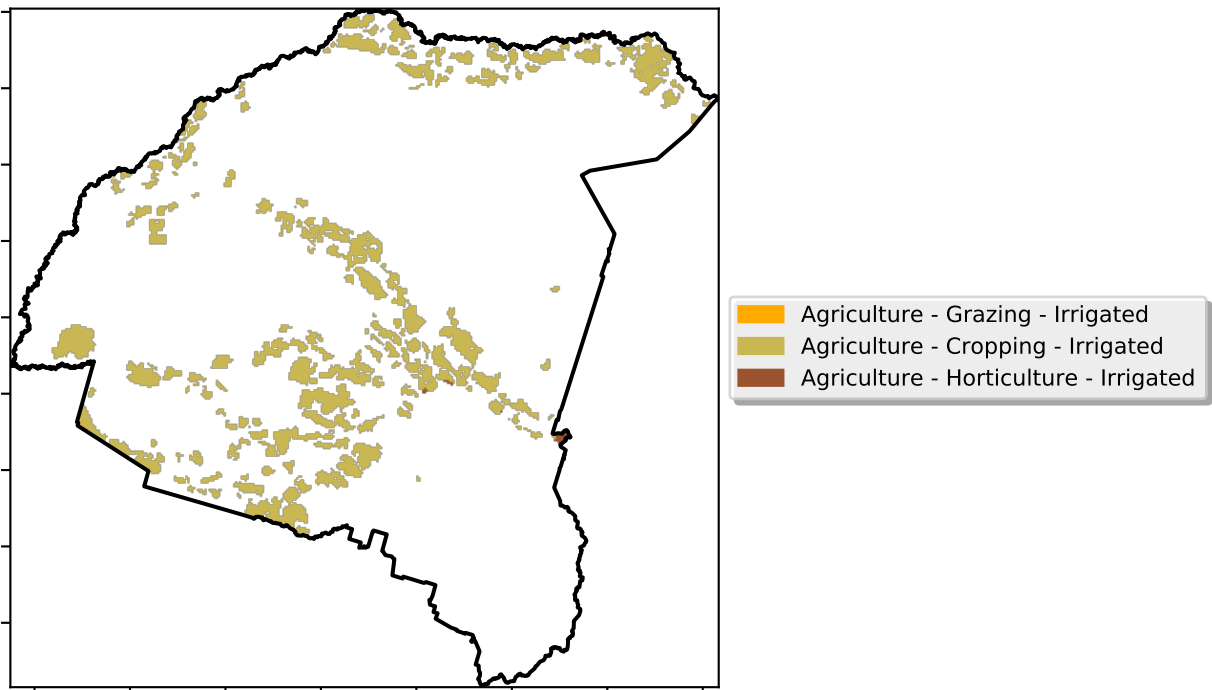 Agriculture - Grazing - Irrigated
Agriculture - Cropping - Irrigated
Agriculture - Horticulture - Irrigated